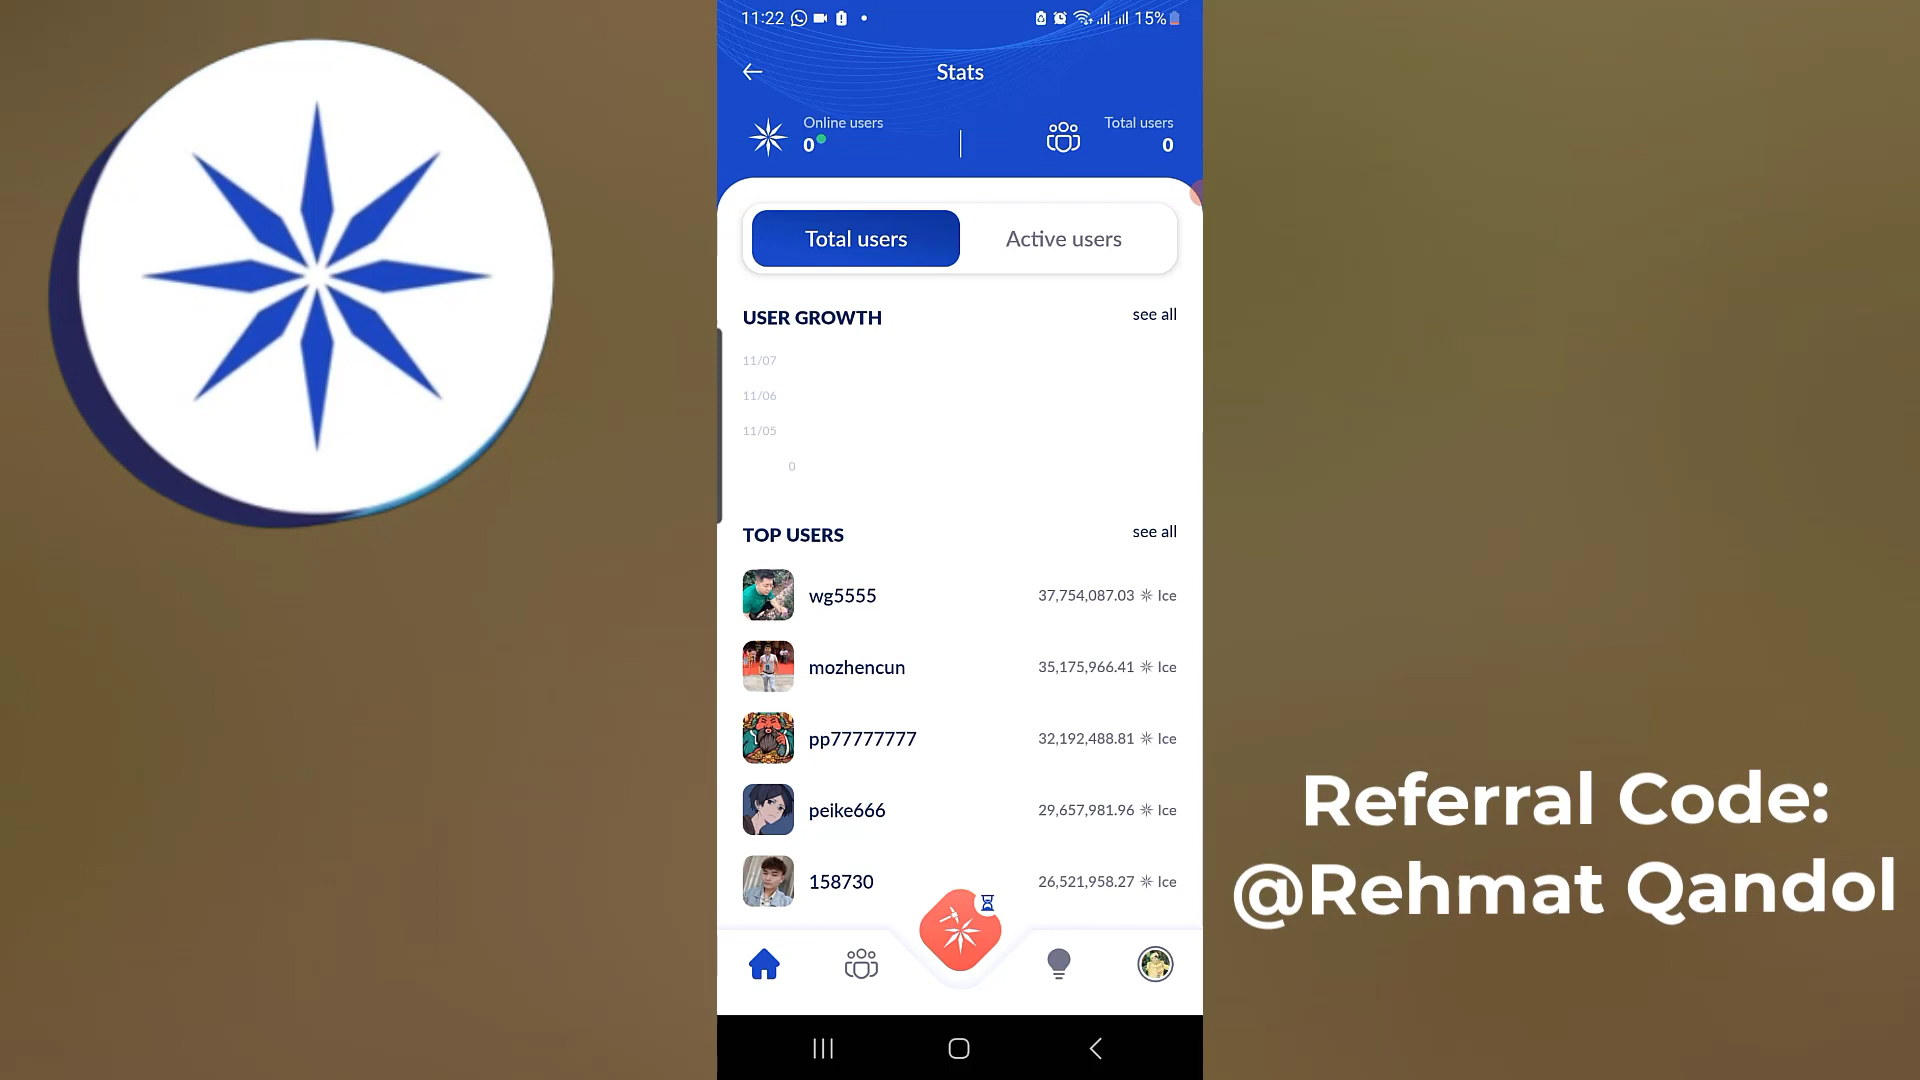 11:22
15%
Stats
Online users
0
Total users
0
Total users
Active users
USER GROWTH
see all
11/07
11/06
11/05
0
TOP USERS
see all
wg5555
37,754,087.03 Ice
mozhencun
35,175,966.41 Ice
pp77777777
32,192,488.81 Ice
peike666
29,657,981.96 Ice
158730
26,521,958.27 Ice
Referral Code:
@Rehmat Qandol